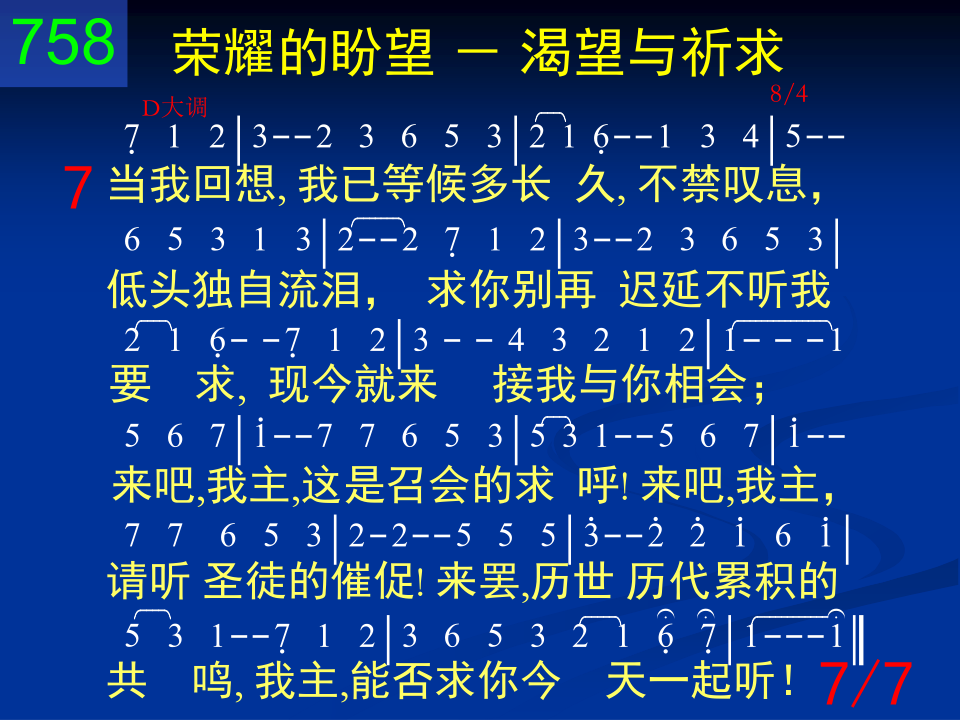 758
荣耀的盼望 － 渴望与祈求
D大调
8/4
7̣ 1 2|3--2 3 6 5 3|2 1 6̣--1 3 4|5--
7
当我回想, 我已等候多长 久, 不禁叹息，
6 5 3 1 3|2--2 7̣ 1 2|3--2 3 6 5 3|
低头独自流泪， 求你别再 迟延不听我
2 1 6̣--7̣ 1 2|3--4 3 2 1 2|1---1
要 求, 现今就来 接我与你相会；
5 6 7|1̇--7 7 6 5 3|5 3 1--5 6 7|1̇--
来吧,我主,这是召会的求 呼! 来吧,我主，
7 7 6 5 3|2-2--5 5 5|3̇--2̇ 2̇ 1̇ 6 1̇|
请听 圣徒的催促! 来罢,历世 历代累积的
5 3 1--7̣ 1 2|3 6 5 3 2 1 6̣ 7̣|1---1‖
共 鸣, 我主,能否求你今 天一起听！
7/7